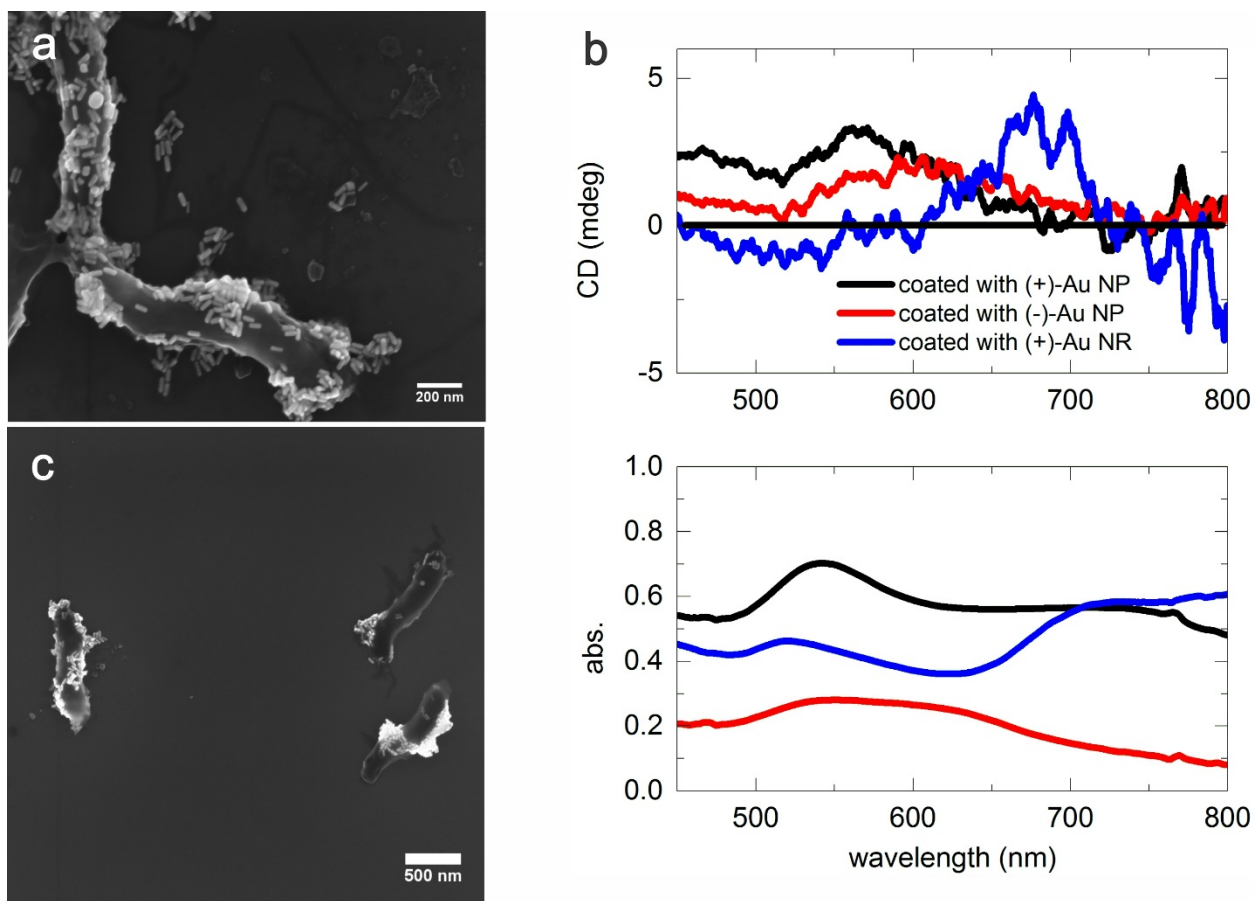 a
200 nm
c
500 nm
b
5
0
-5
CD (mdeg)
coated with (+)-Au NP
coated with (-)-Au NP
coated with (+)-Au NR
500
600
700
800
1.0
0.8
0.6
0.4
0.2
0.0
abs.
500
600
700
800
wavelength (nm)